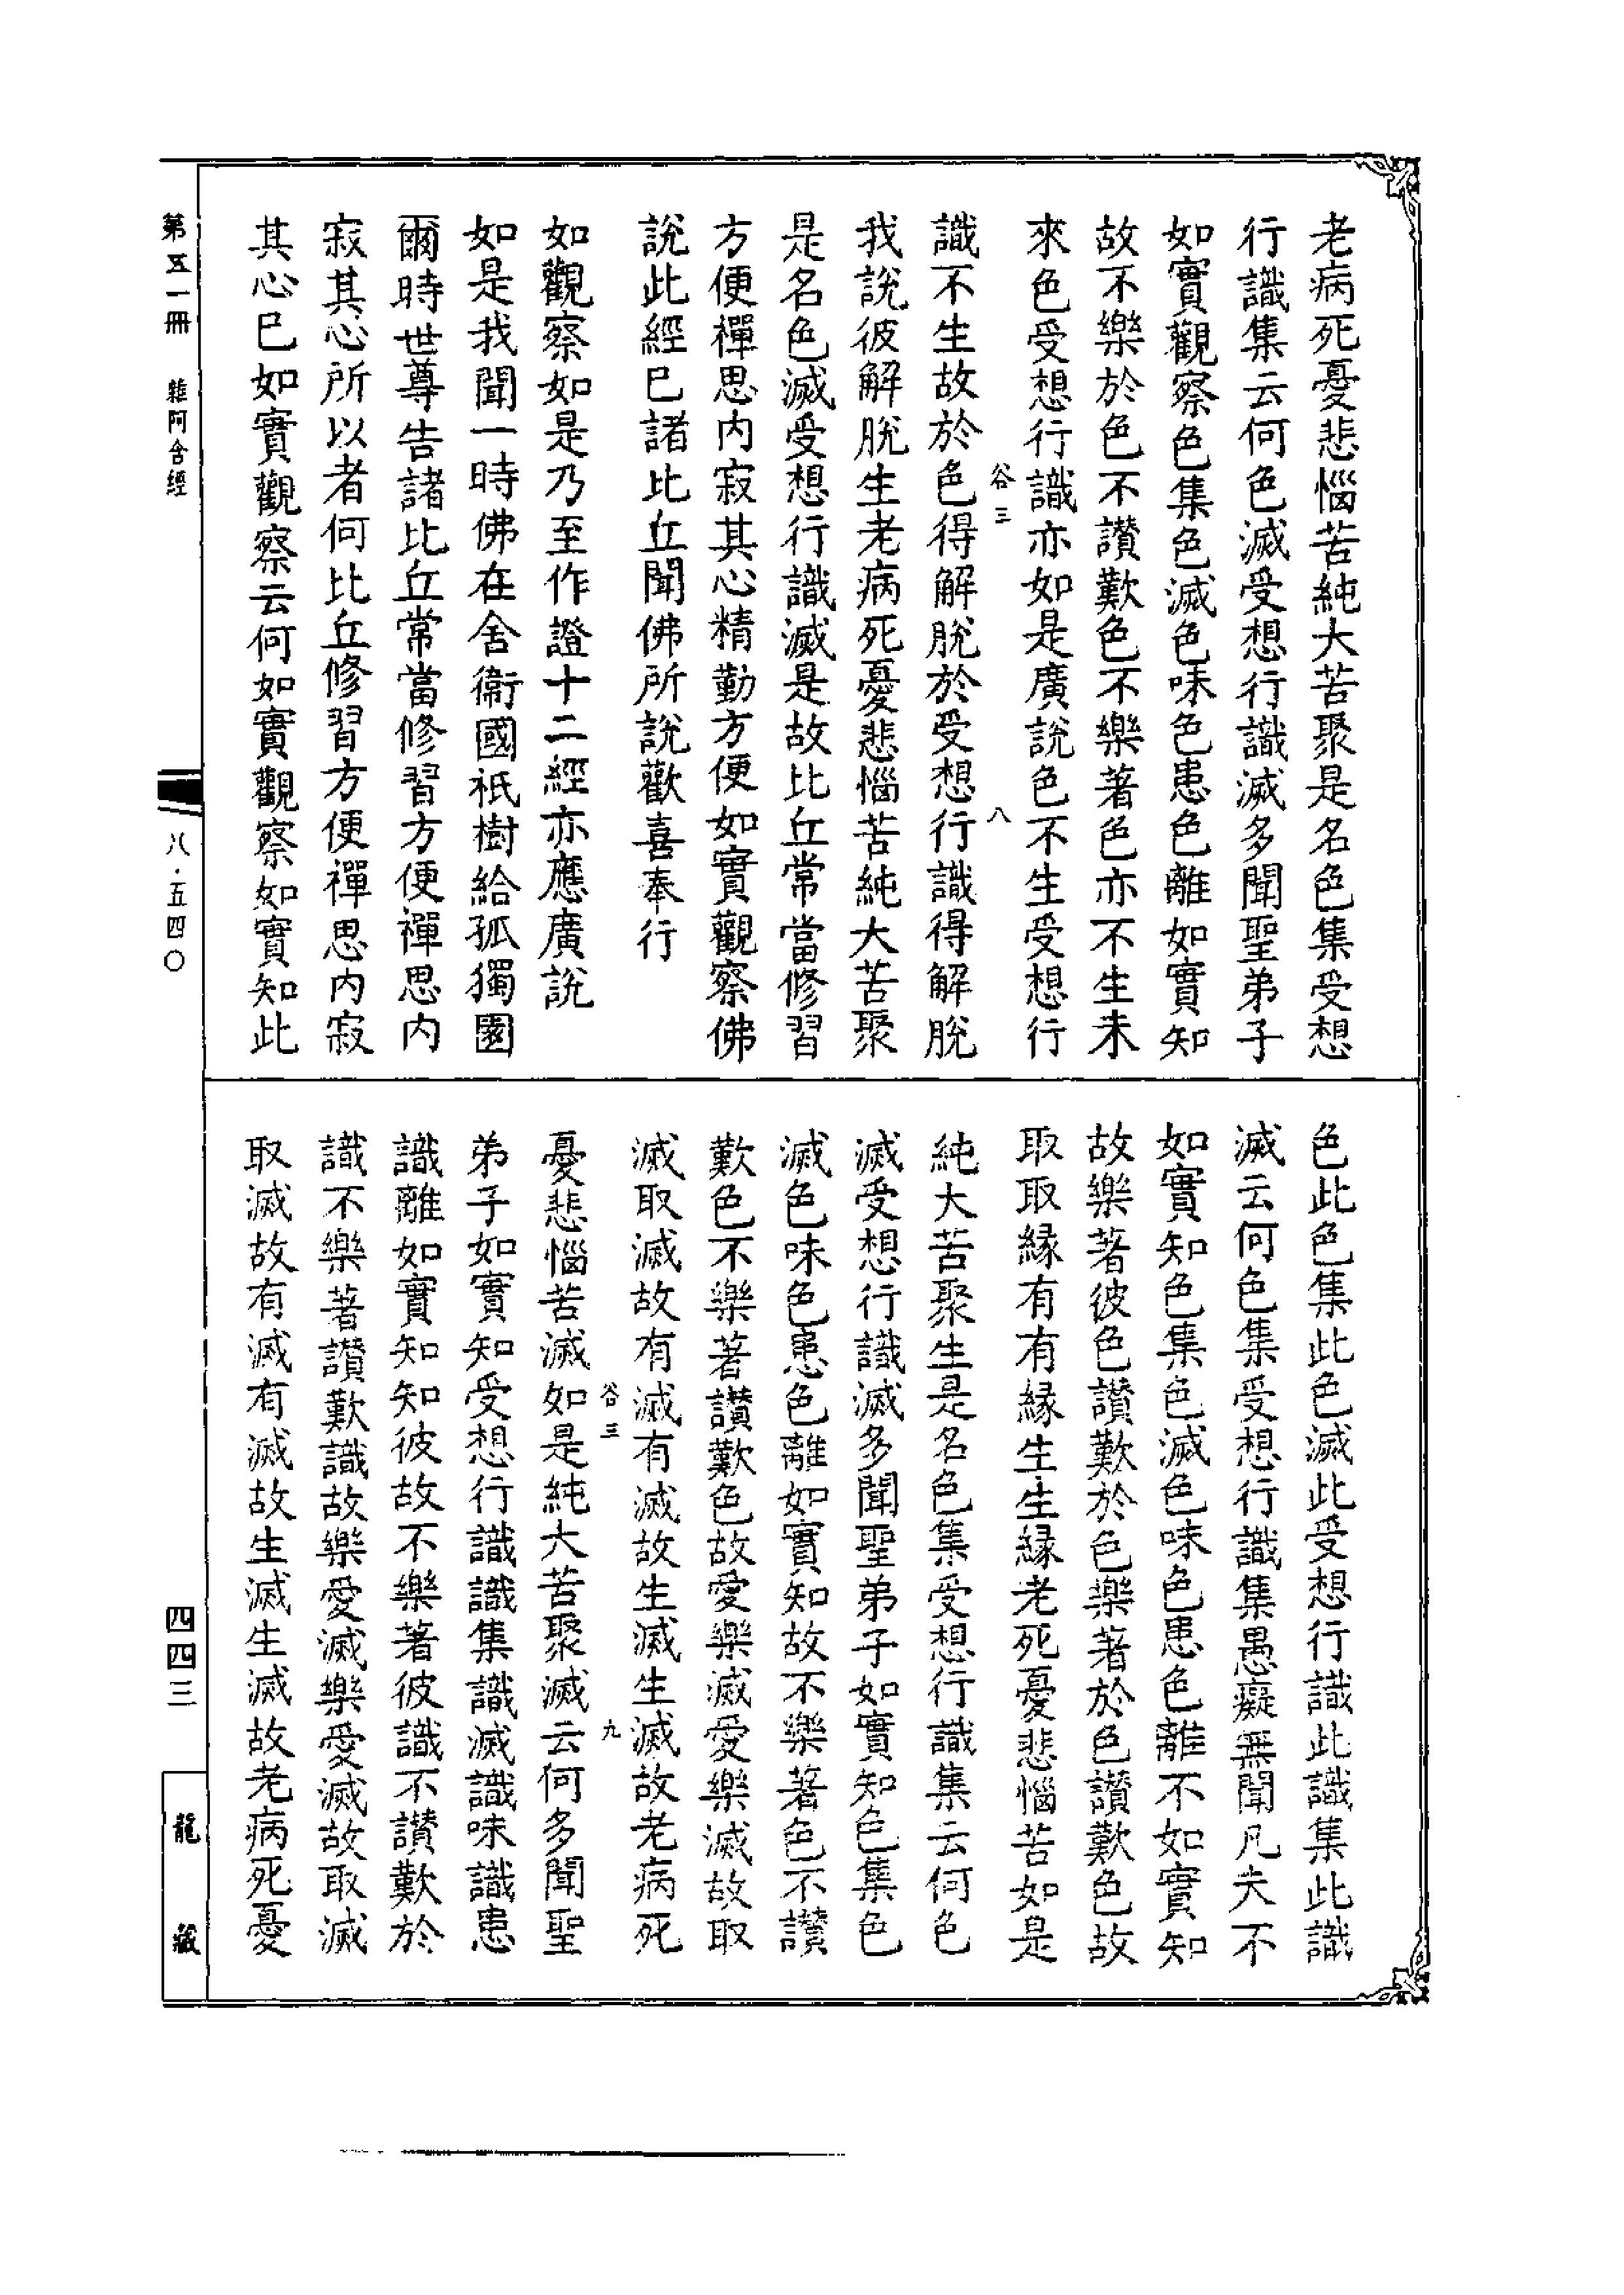 老病死憂悲惱苦純大苦聚是名色集受想
行識集云何色滅受想行識滅多聞聖弟子
如實觀察色集色滅色味色患色離如實知
故不樂於色不讃歎色不樂著色亦不生未
來色受想行識亦如是廣說色不生受想行
谷三 八
識不生故於色得解脫於受想行識得解脫
我說彼解脫生老病死憂悲惱苦純大苦聚
是名色滅受想行識滅是故比丘常當修習
方便禪思内寂其心精勤方便如實觀察佛
說此經已諸比丘聞佛所說歡喜奉行
如觀察如是乃至作證十二經亦應廣說
如是我聞一時佛在舍衞國祇樹給孤獨園
爾時世尊告諸比丘常當修習方便禪思内
寂其心所以者何比丘修習方便禪思内寂
其心已如實觀察云何如實觀察如實知此
色此色集此色滅此受想行識此識集此識
滅云何色集受想行識集愚癡無聞凡夫不
如實知色集色滅色味色患色離不如實知
故樂著彼色讃歎於色樂著於色讃歎色故
取取緣有有緣生生緣老死憂悲惱苦如是
純大苦聚生是名色集受想行識集云何色
滅受想行識滅多聞聖弟子如實知色集色
滅色味色患色離如實知故不樂著色不讃
歎色不樂著讃歎色故愛樂滅愛樂滅故取
滅取滅故有滅有滅故生滅生滅故老病死
谷三 九
憂悲惱苦滅如是純大苦聚滅云何多聞聖
弟子如實知受想行識識集識滅識味識患
識離如實知知彼故不樂著彼識不讃歎於
識不樂著讃歎識故樂愛滅樂愛滅故取滅
取滅故有滅有滅故生滅生滅故老病死憂
第五一冊 雜阿含經
八·五四〇
四四三
龍藏